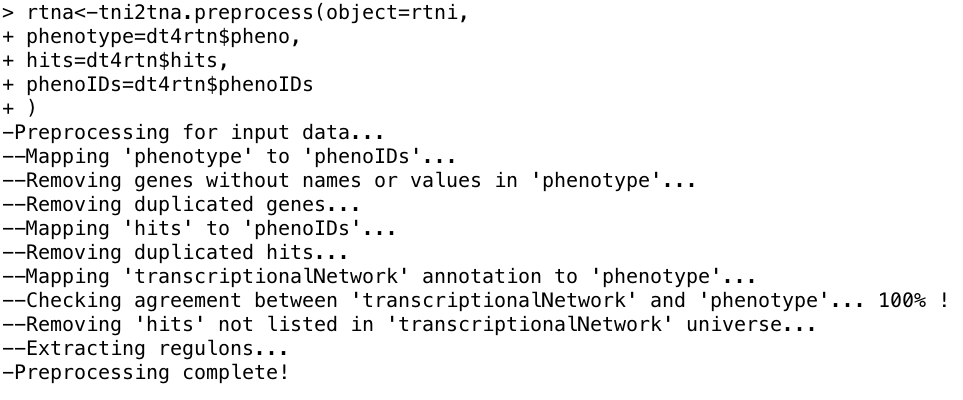 > rtna<-tni2tna.preprocess(object=rtni,
+ phenotype=dt4rtn$pheno,
+ hits=dt4rtn$hits,
+ phenoIDs=dt4rtn$phenoIDs
+ )
-Preprocessing for input data...
--Mapping 'phenotype' to 'phenoIDs'...
--Removing genes without names or values in 'phenotype'...
--Removing duplicated genes...
--Mapping 'hits' to 'phenoIDs'...
--Removing duplicated hits...
--Mapping 'transcriptionalNetwork' annotation to 'phenotype'...
--Checking agreement between 'transcriptionalNetwork' and 'phenotype'... 100% !
--Removing 'hits' not listed in 'transcriptionalNetwork' universe...
--Extracting regulons...
-Preprocessing complete!